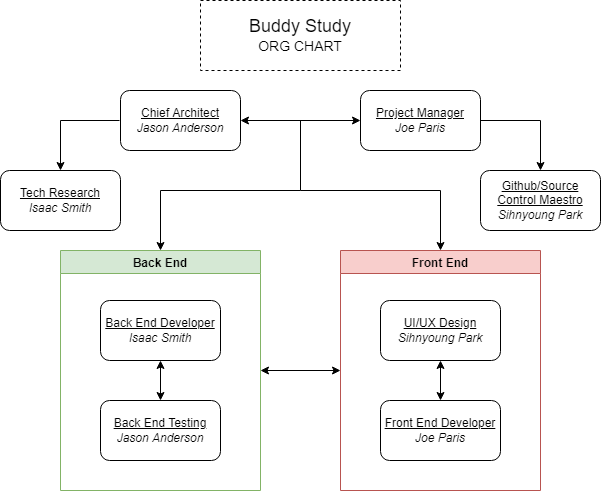 Buddy Study
ORG CHART
Chief Architect
Jason Anderson
Project Manager
Joe Paris
Tech Research
Isaac Smith
Github/Source
Control Maestro
Sihnyoung Park
Back End
Front End
Back End Developer
Isaac Smith
UI/UX Design
Sihnyoung Park
Back End Testing
Jason Anderson
Front End Developer
Joe Paris